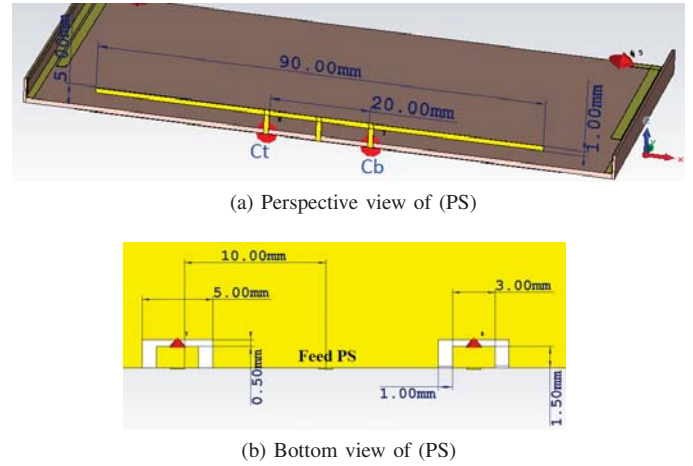 5.00mm
90.00mm
20.00mm
1.00mm
5
Ct
Cb
z
y
x
(a) Perspective view of (PS)
10.00mm
5.00mm
3.00mm
Feed PS
0.50mm
1.00mm
1.50mm
(b) Bottom view of (PS)